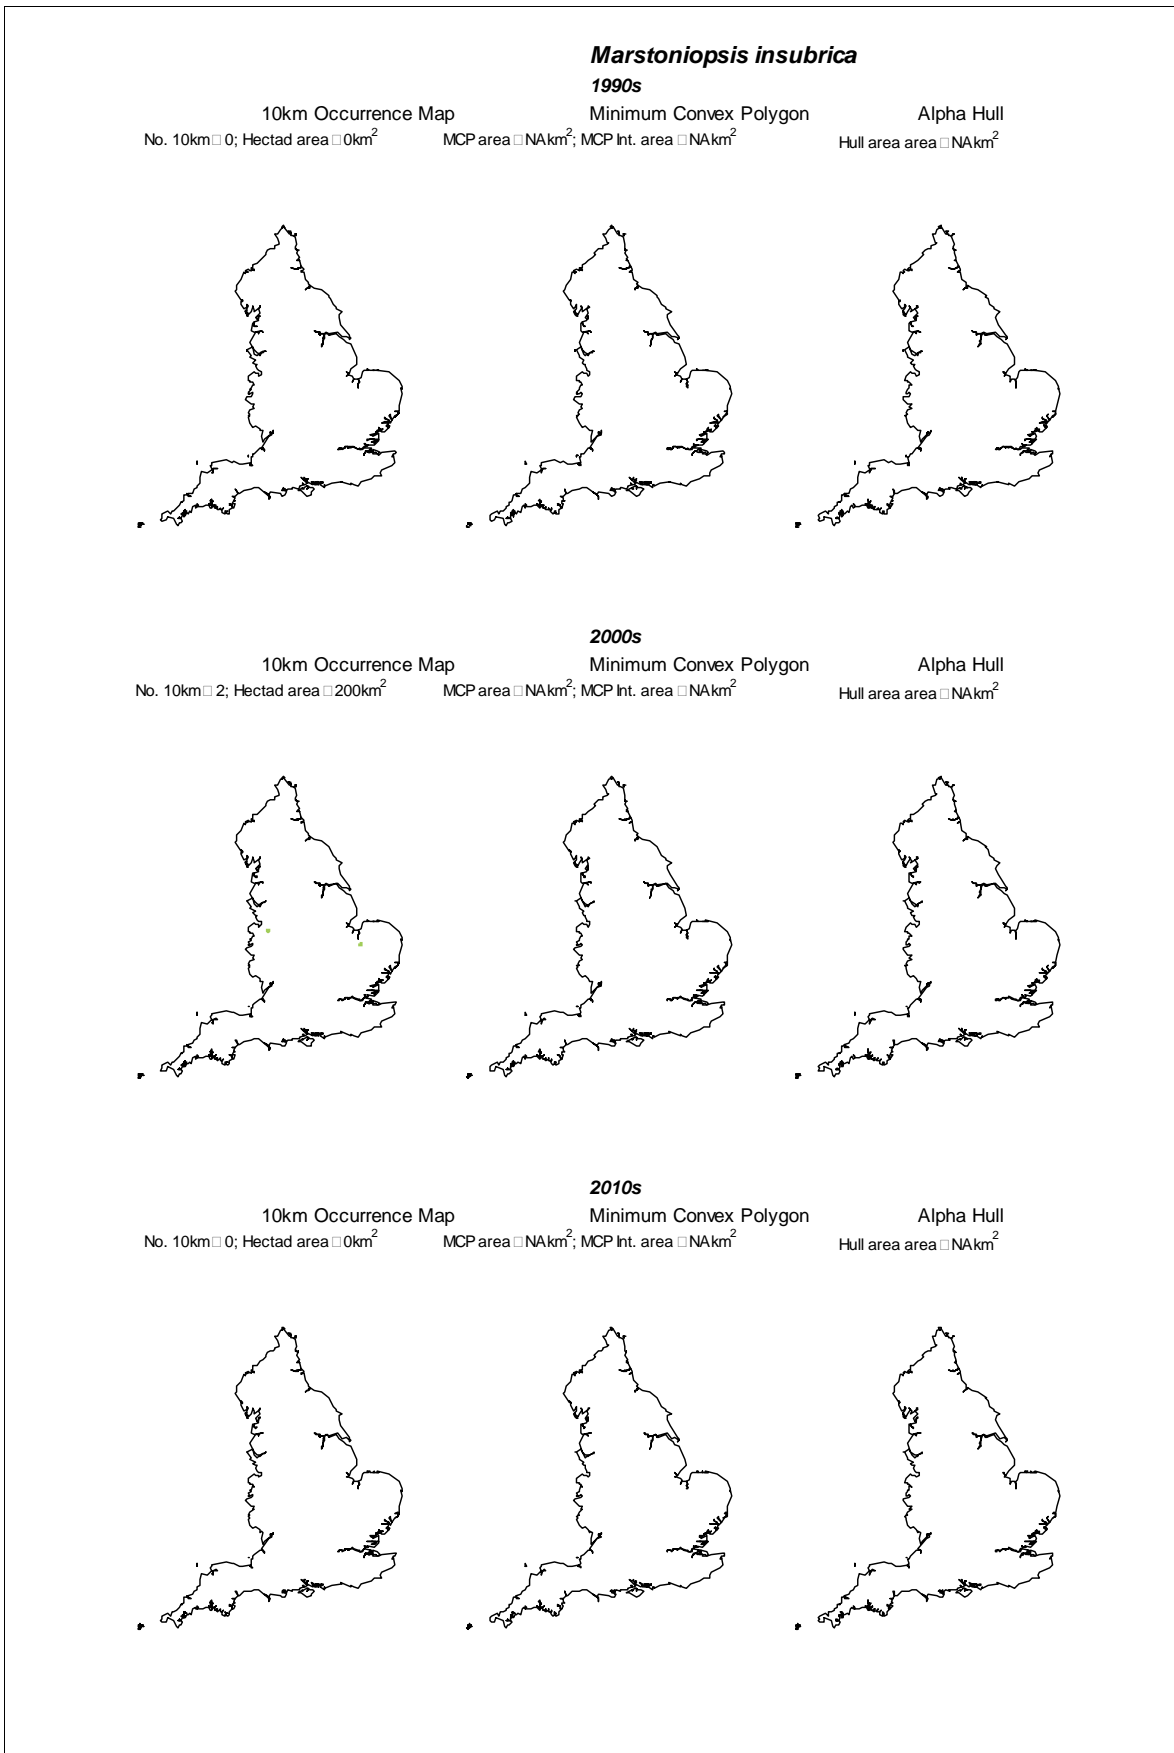 Marstoniopsis insubrica
1990s
10km Occurrence Map Minimum Convex Polygon Alpha Hull
No. 10km□0; Hectad area □0km² MCP area □NAkm²; MCP Int. area □NAkm² Hull area area □NAkm²
2000s
10km Occurrence Map Minimum Convex Polygon Alpha Hull
No. 10km□2; Hectad area □200km² MCP area □NAkm²; MCP Int. area □NAkm² Hull area area □NAkm²
2010s
10km Occurrence Map Minimum Convex Polygon Alpha Hull
No. 10km□0; Hectad area □0km² MCP area □NAkm²; MCP Int. area □NAkm² Hull area area □NAkm²